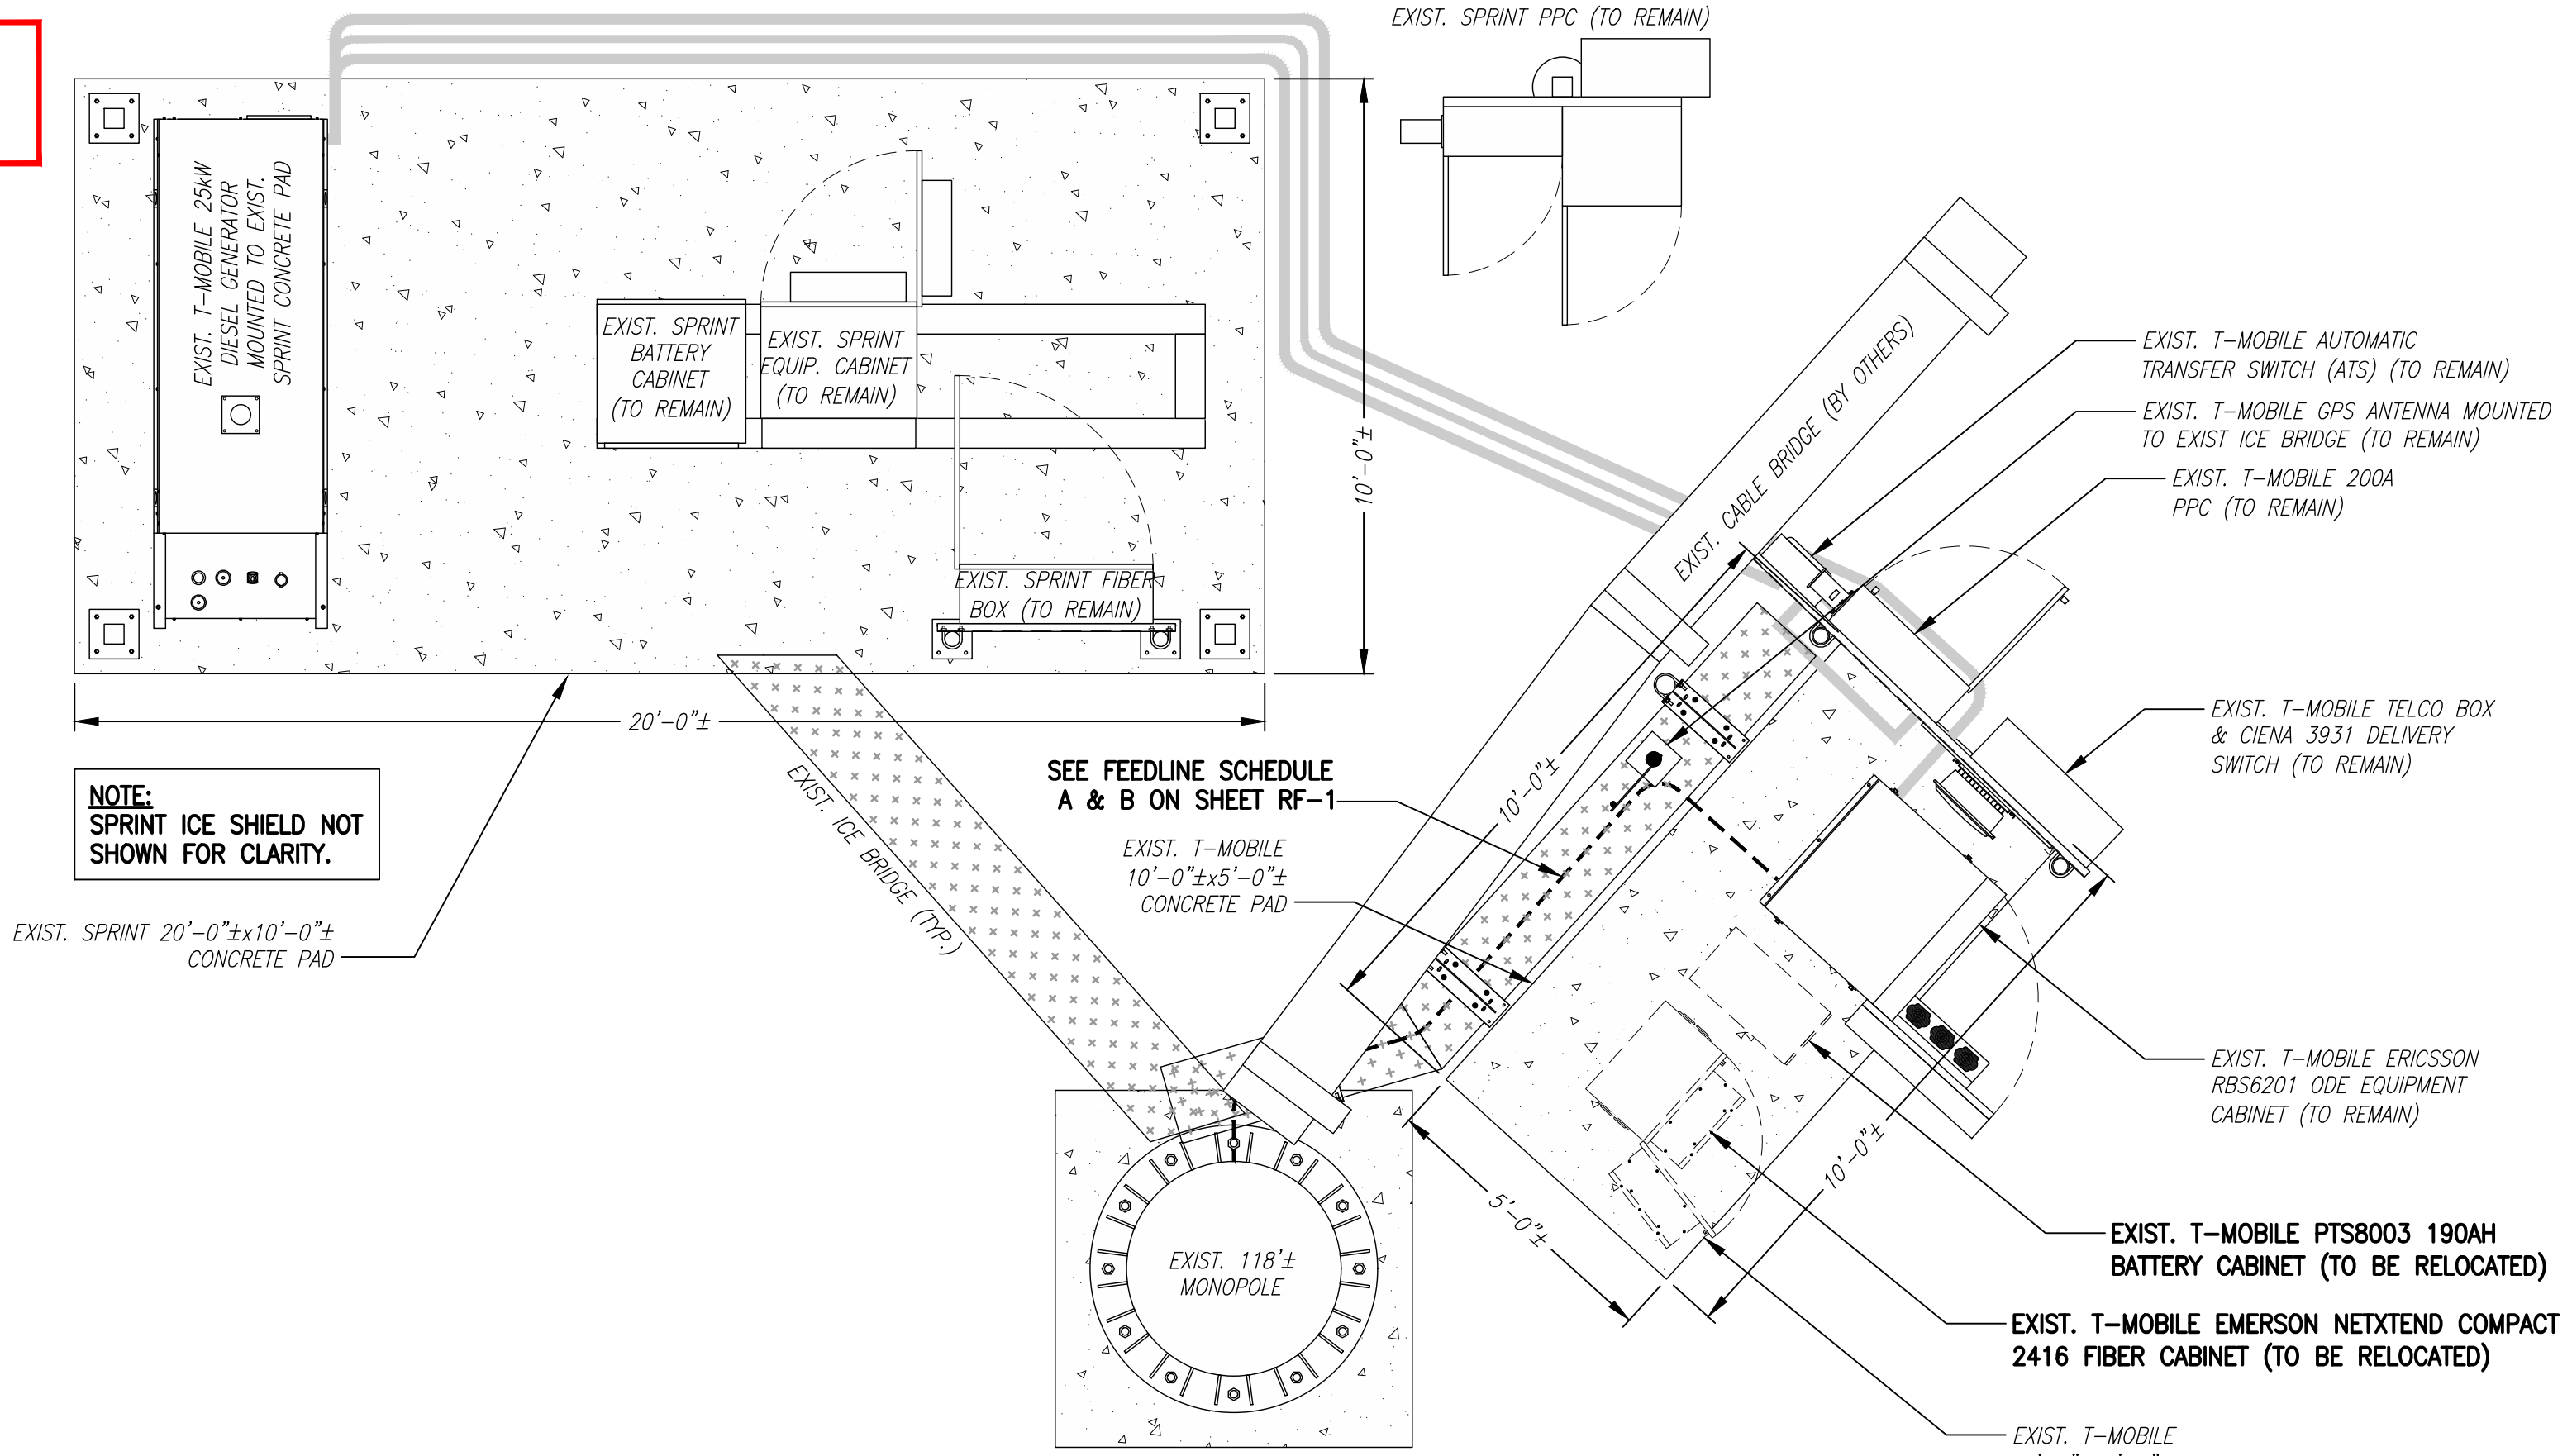 EXIST. SPRINT PPC (TO REMAIN)
EXIST. T-MOBILE 25kW
DIESEL GENERATOR
MOUNTED TO EXIST.
SPRINT CONCRETE PAD
EXIST. SPRINT
BATTERY
CABINET
(TO REMAIN)
EXIST. SPRINT
EQUIP. CABINET
(TO REMAIN)
EXIST. SPRINT FIBER
BOX (TO REMAIN)
10'-0"±
20'-0"±
NOTE:
SPRINT ICE SHIELD NOT
SHOWN FOR CLARITY.
EXIST. SPRINT 20'-0"±x10'-0"±
CONCRETE PAD
EXIST. ICE BRIDGE (TYP.)
EXIST. CABLE BRIDGE (BY OTHERS)
SEE FEEDLINE SCHEDULE
A & B ON SHEET RF-1
EXIST. T-MOBILE
10'-0"±x5'-0"±
CONCRETE PAD
10'-0"±
EXIST. 118'±
MONOPOLE
5'-0"±
10'-0"±
EXIST. T-MOBILE AUTOMATIC
TRANSFER SWITCH (ATS) (TO REMAIN)
EXIST. T-MOBILE GPS ANTENNA MOUNTED
TO EXIST ICE BRIDGE (TO REMAIN)
EXIST. T-MOBILE 200A
PPC (TO REMAIN)
EXIST. T-MOBILE TELCO BOX
& CIENA 3931 DELIVERY
SWITCH (TO REMAIN)
EXIST. T-MOBILE ERICSSON
RBS6201 ODE EQUIPMENT
CABINET (TO REMAIN)
EXIST. T-MOBILE PTS8003 190AH
BATTERY CABINET (TO BE RELOCATED)
EXIST. T-MOBILE EMERSON NETXTEND COMPACT
2416 FIBER CABINET (TO BE RELOCATED)
EXIST. T-MOBILE